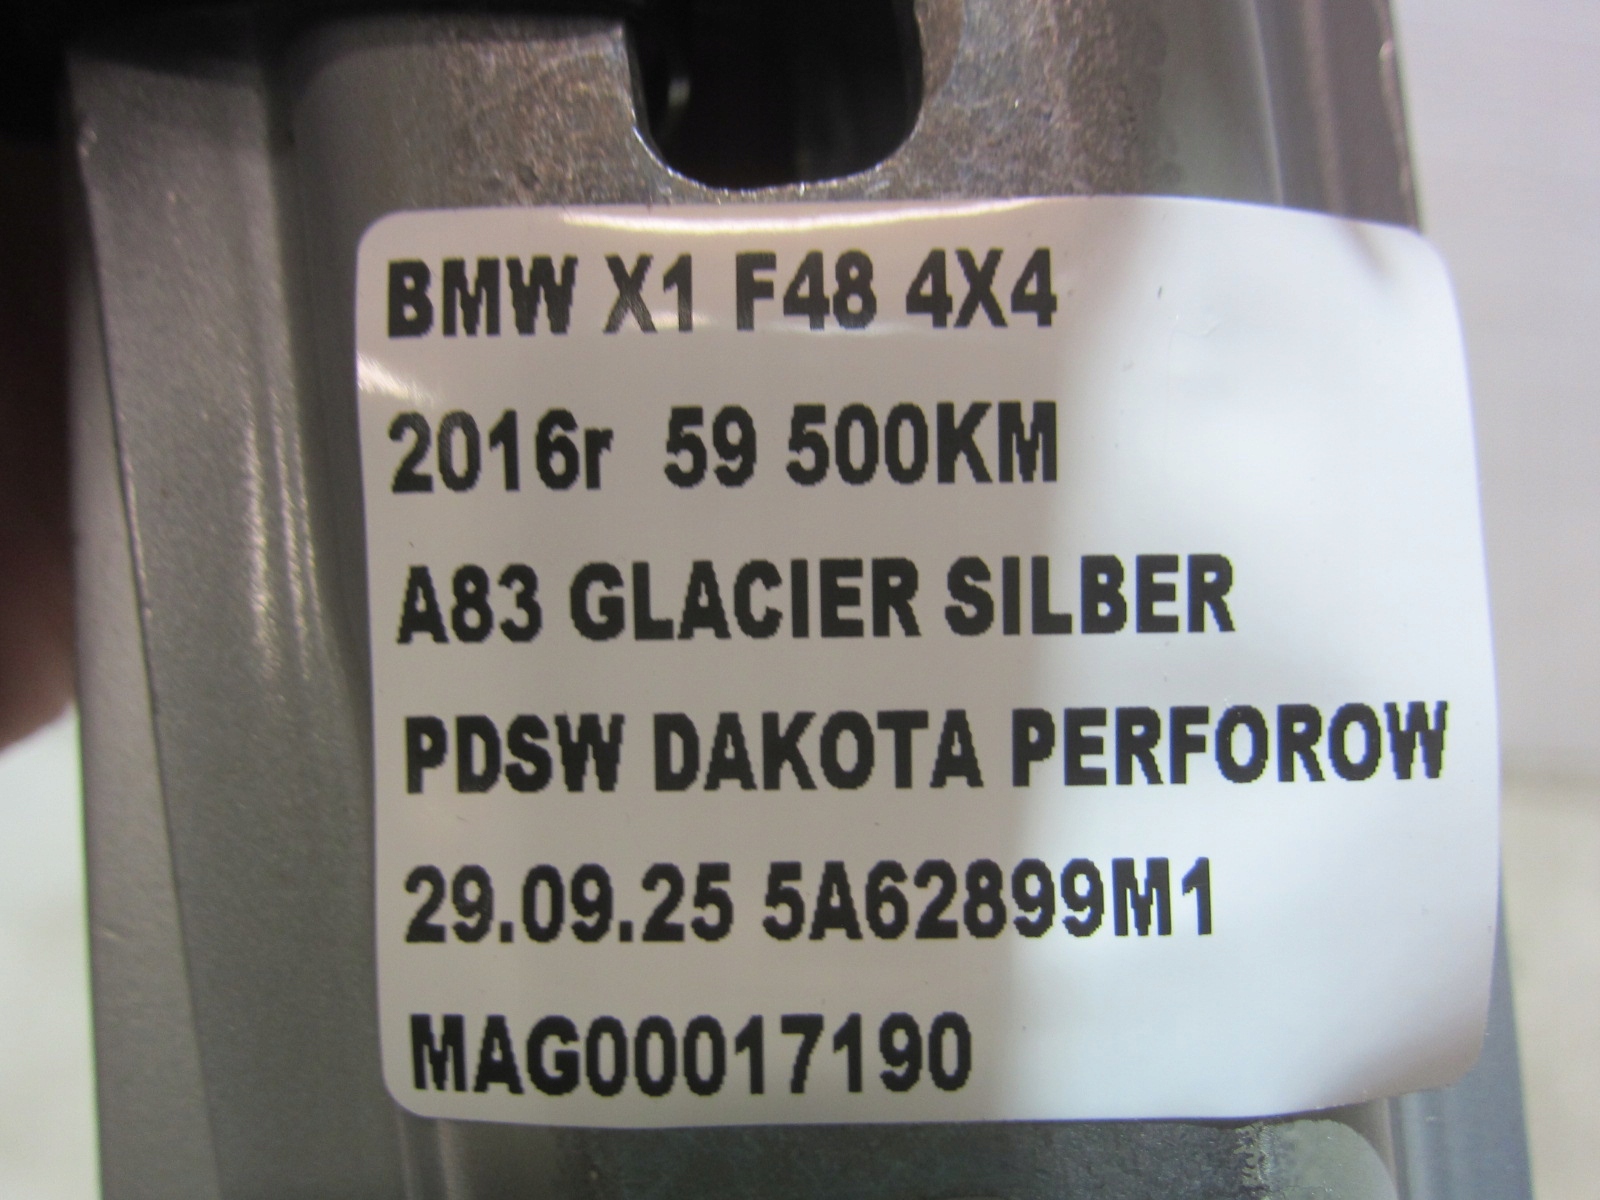 BMW X1 F48 4X4
2016r 59 500KM
A83 GLACIER SILBER
PDSW DAKOTA PERFOROW
29.09.25 5A62899M1
MAG00017190